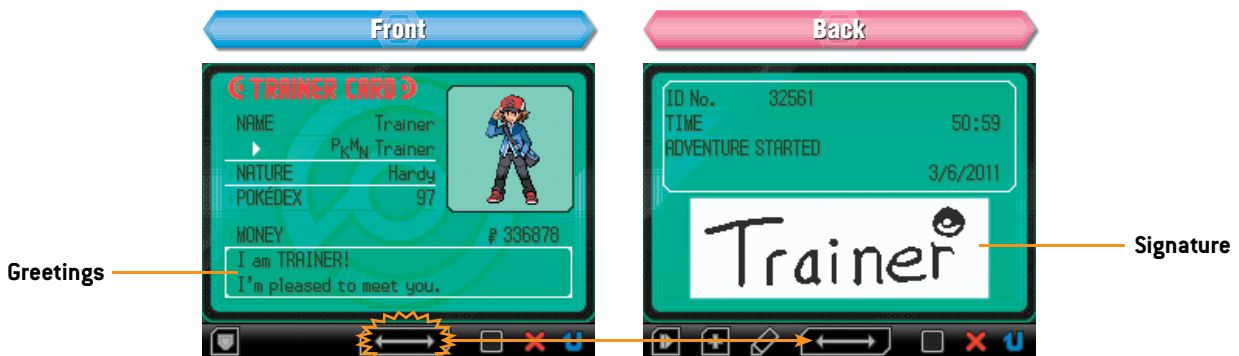 Front
TRAINER CARD
NAME Trainer
PKMN Trainer
NATURE Hardy
POKÉDEX 97
MONEY ₽ 336878
I am TRAINER!
I'm pleased to meet you.
Greetings
Back
ID No. 32561
TIME 50:59
ADVENTURE STARTED
3/6/2011
Trainer
Signature